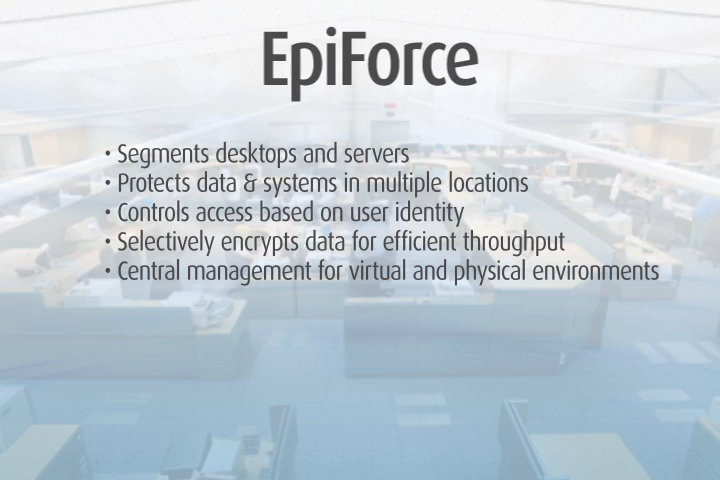 EpiForce
• Segments desktops and servers
• Protects data & systems in multiple locations
• Controls access based on user identity
• Selectively encrypts data for efficient throughput
• Central management for virtual and physical environments